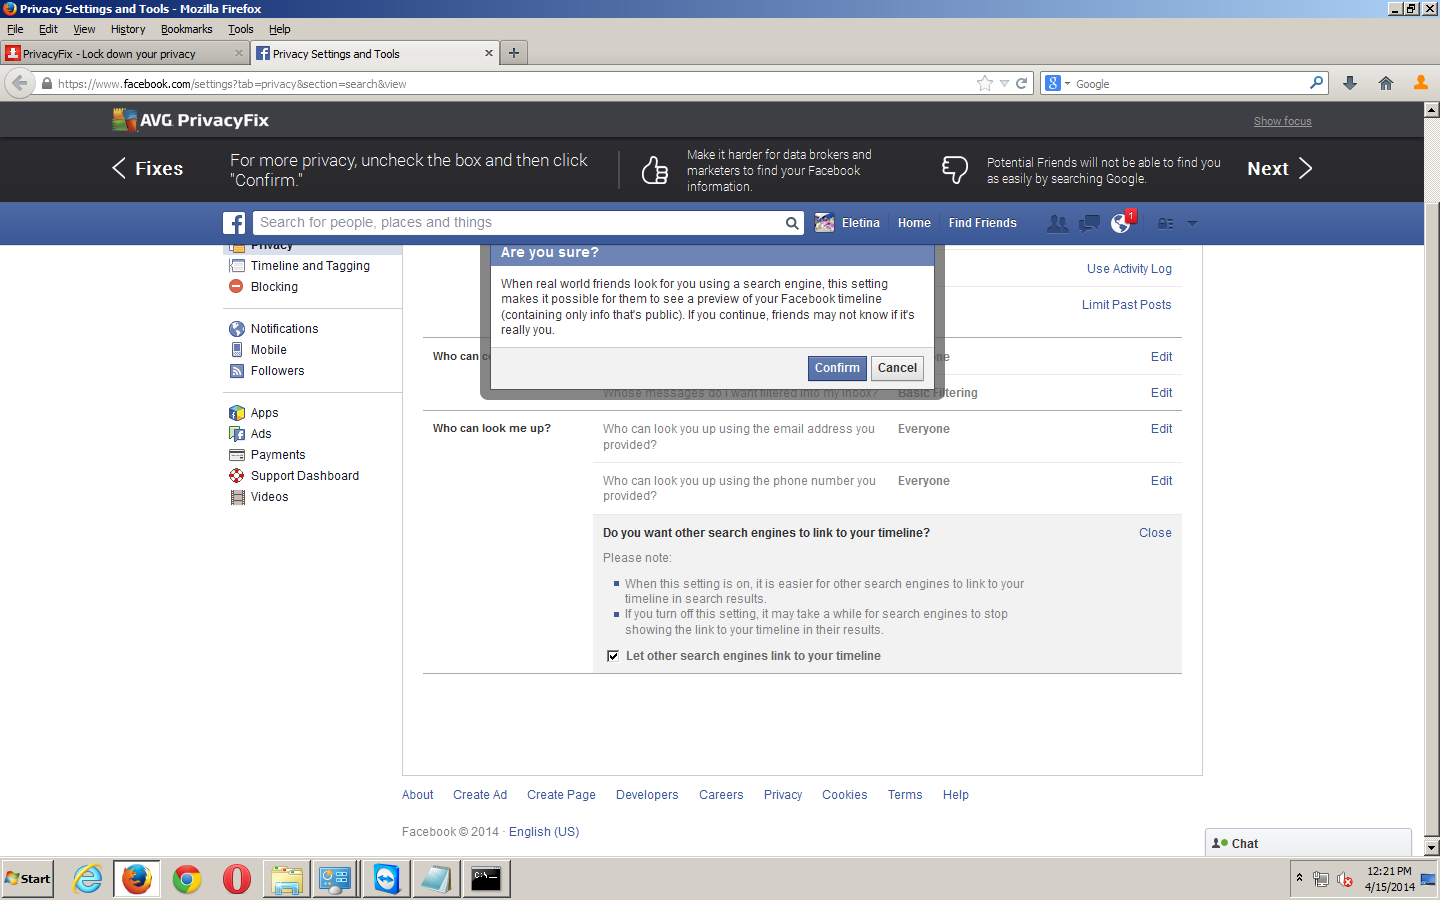 Privacy Settings and Tools - Mozilla Firefox
File Edit View History Bookmarks Tools Help
PrivacyFix - Lock down your privacy
Privacy Settings and Tools
https://www.facebook.com/settings?tab=privacy&section=search&view
Google
AVG PrivacyFix
Show focus
Fixes
For more privacy, uncheck the box and then click
"Confirm."
Make it harder for data brokers and
marketers to find your Facebook
information.
Potential Friends will not be able to find you
as easily by searching Google.
Next
Search for people, places and things
Eletina
Home
Find Friends
1
Privacy
Timeline and Tagging
Blocking
Notifications
Mobile
Followers
Apps
Ads
Payments
Support Dashboard
Videos
Are you sure?
When real world friends look for you using a search engine, this setting
makes it possible for them to see a preview of your Facebook timeline
(containing only info that's public). If you continue, friends may not know if it's
really you.
Confirm
Cancel
Use Activity Log
Limit Past Posts
Who can
Edit
Whose messages do I want filtered into my inbox?
Basic Filtering
Edit
Who can look me up?
Who can look you up using the email address you
provided?
Everyone
Edit
Who can look you up using the phone number you
provided?
Everyone
Edit
Do you want other search engines to link to your timeline?
Close
Please note:
When this setting is on, it is easier for other search engines to link to your
timeline in search results.
If you turn off this setting, it may take a while for search engines to stop
showing the link to your timeline in their results.
Let other search engines link to your timeline
About Create Ad Create Page Developers Careers Privacy Cookies Terms Help
Facebook © 2014 · English (US)
Chat
Start
12:21 PM
4/15/2014